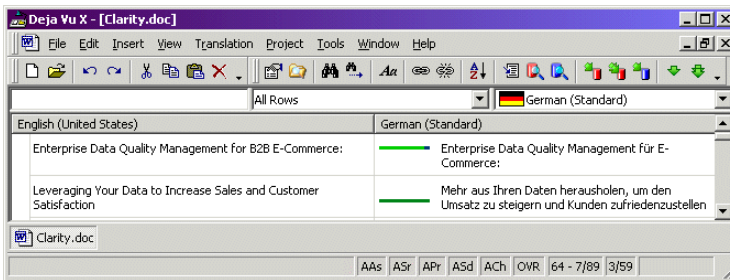 Deja Vu X - [Clarity.doc]
File Edit Insert View Translation Project Tools Window Help
Aa
All Rows German (Standard)
English (United States) German (Standard)
Enterprise Data Quality Management for B2B E-Commerce: Enterprise Data Quality Management für E-
Commerce:
Leveraging Your Data to Increase Sales and Customer Mehr aus Ihren Daten herausholen, um den
Satisfaction Umsatz zu steigern und Kunden zufriedenzustellen
Clarity.doc
AAs ASr APr ASd ACh OVR 64 - 7/89 3/59